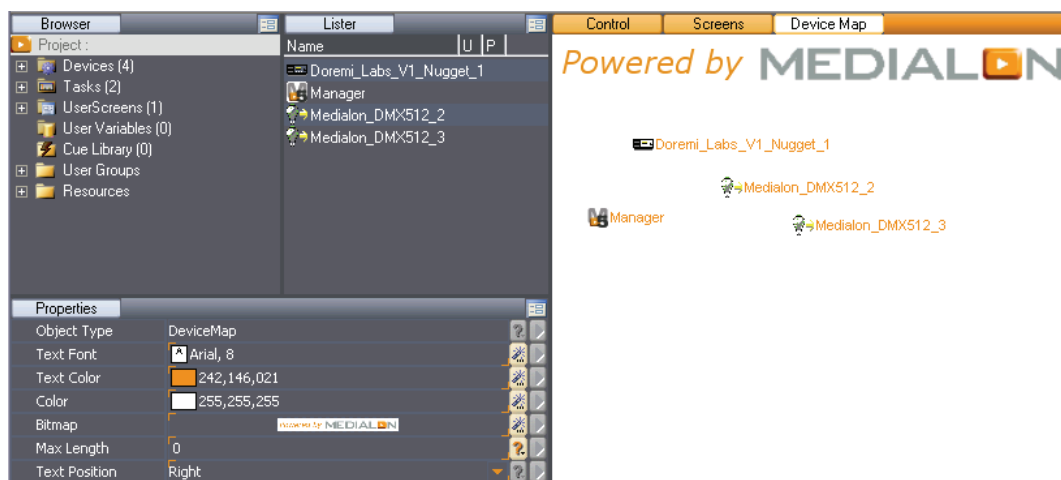 Browser
Project :
Devices (4)
Tasks (2)
UserScreens (1)
User Variables (0)
Cue Library (0)
User Groups
Resources
Lister
Name U P
Doremi_Labs_V1_Nugget_1
Manager
Medialon_DMX512_2
Medialon_DMX512_3
Control Screens Device Map
Powered by MEDIALON
Doremi_Labs_V1_Nugget_1
Medialon_DMX512_2
Manager
Medialon_DMX512_3
Properties
Object Type DeviceMap
Text Font Arial, 8
Text Color 242,146,021
Color 255,255,255
Bitmap Powered by MEDIALON
Max Length 0
Text Position Right